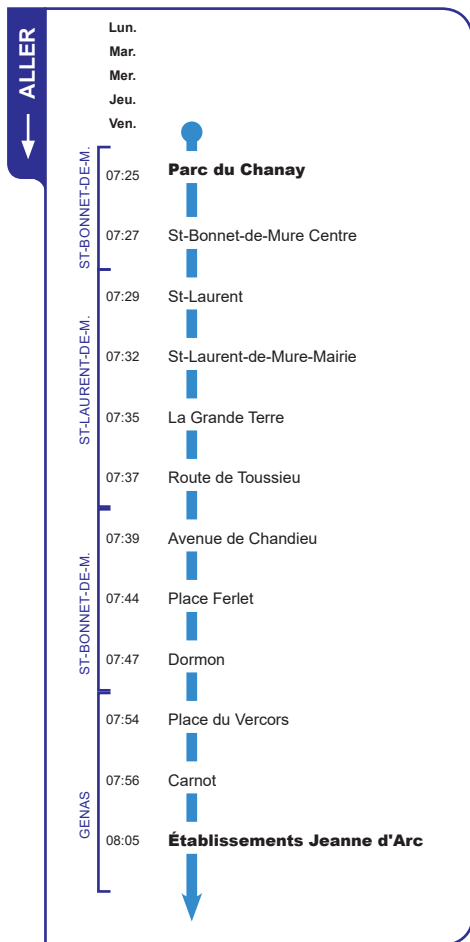 ALLER
Lun.
Mar.
Mer.
Jeu.
Ven.
ST-BONNET-DE-M.
07:25 Parc du Chanay
07:27 St-Bonnet-de-Mure Centre
ST-LAURENT-DE-M.
07:29 St-Laurent
07:32 St-Laurent-de-Mure-Mairie
07:35 La Grande Terre
07:37 Route de Toussieu
ST-BONNET-DE-M.
07:39 Avenue de Chandieu
07:44 Place Ferlet
07:47 Dormon
GENAS
07:54 Place du Vercors
07:56 Carnot
08:05 Établissements Jeanne d'Arc